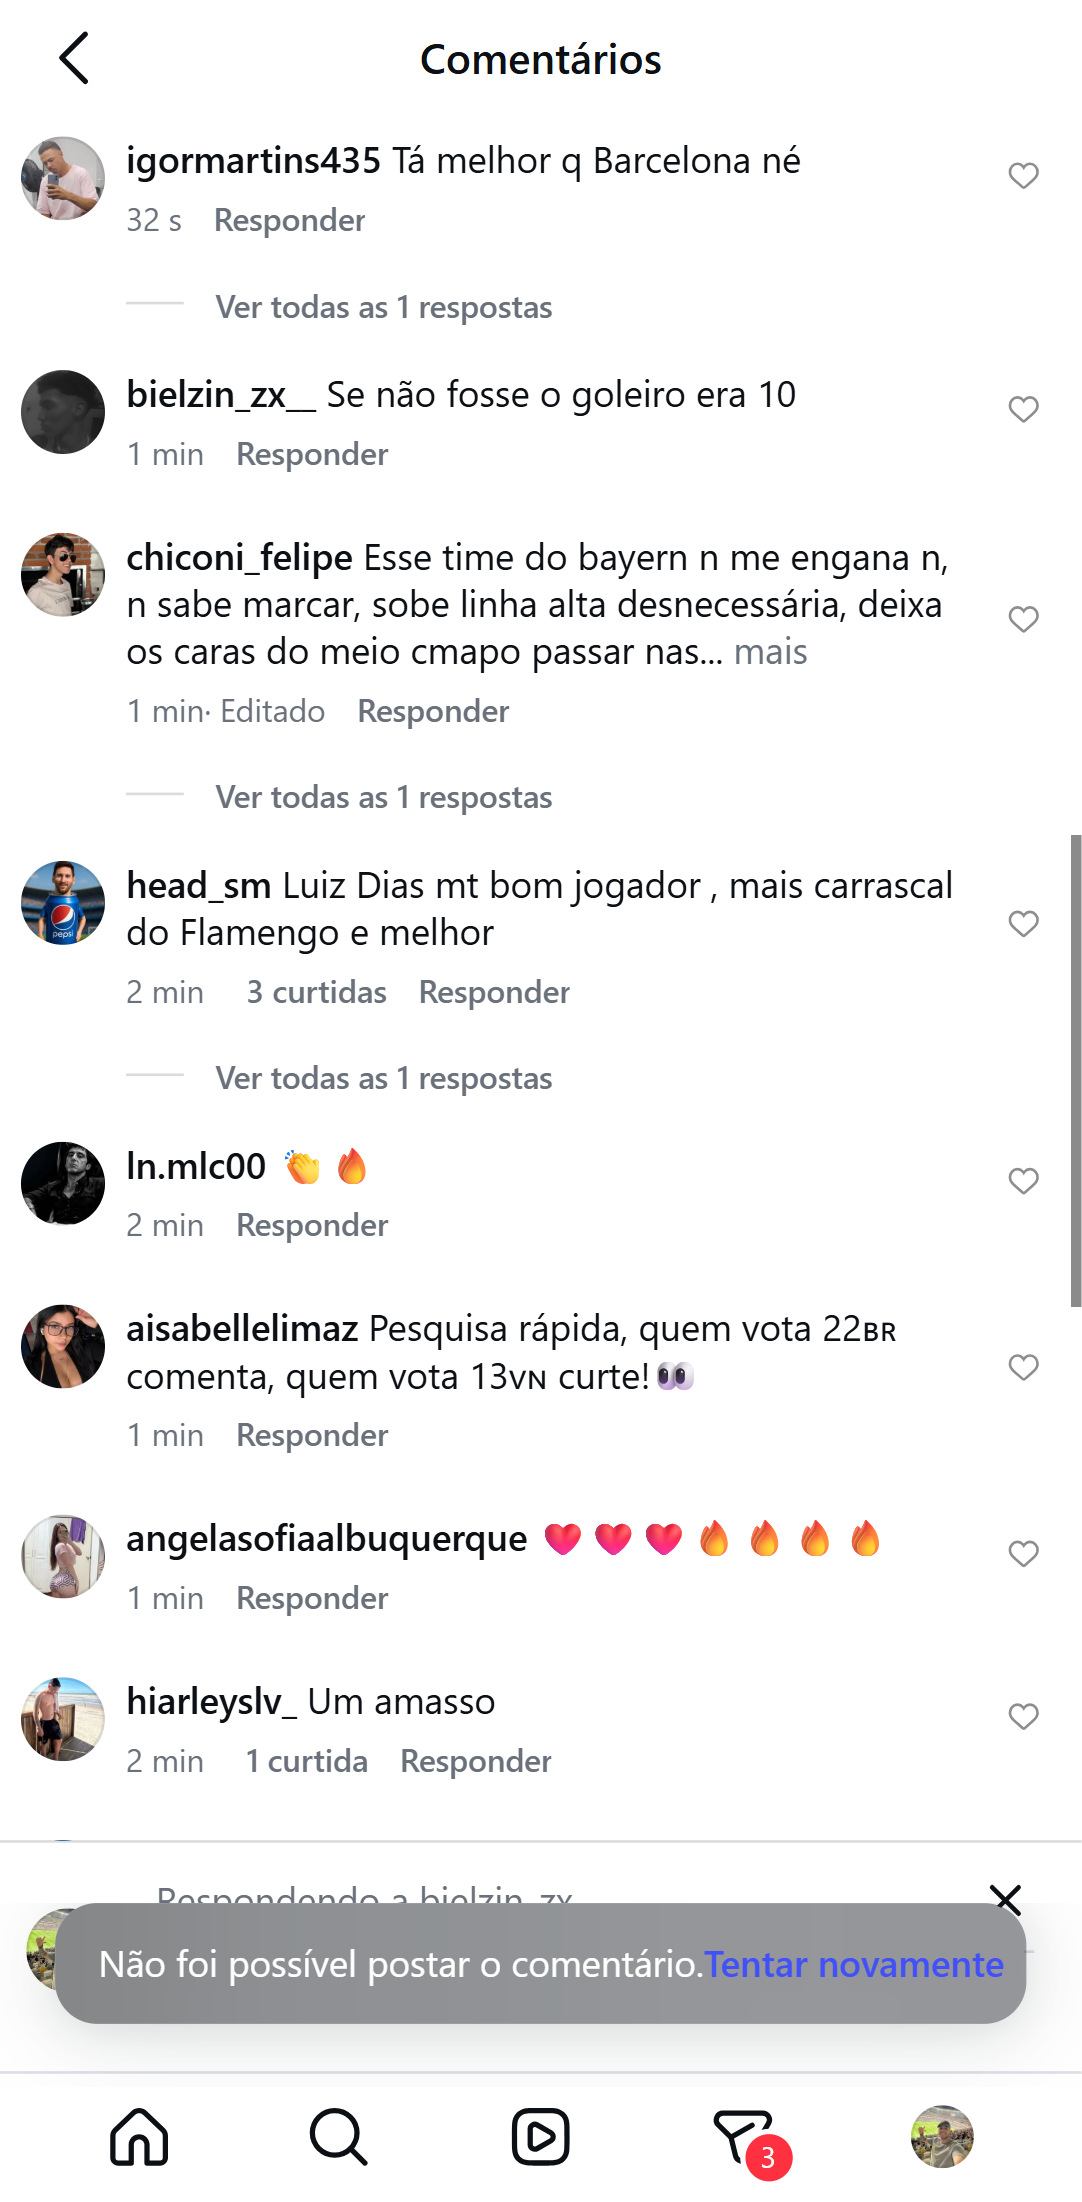 Comentários
igormartins435 Tá melhor q Barcelona né
32 s Responder
Ver todas as 1 respostas
bielzin_zx__ Se não fosse o goleiro era 10
1 min Responder
chiconi_felipe Esse time do bayern n me engana n,
n sabe marcar, sobe linha alta desnecessária, deixa
os caras do meio cmapo passar nas... mais
1 min· Editado Responder
Ver todas as 1 respostas
head_sm Luiz Dias mt bom jogador , mais carrascal
do Flamengo e melhor
2 min 3 curtidas Responder
Ver todas as 1 respostas
pepsi
ln.mlc00 👏🔥
2 min Responder
aisabellelimaz Pesquisa rápida, quem vota 22ʙʀ
comenta, quem vota 13ᴠɴ curte!👀
1 min Responder
angelasofiaalbuquerque ❤️❤️❤️🔥🔥🔥🔥
1 min Responder
hiarleyslv_ Um amasso
2 min 1 curtida Responder
Respondendo a bielzin_zx__
Não foi possível postar o comentário.Tentar novamente
3